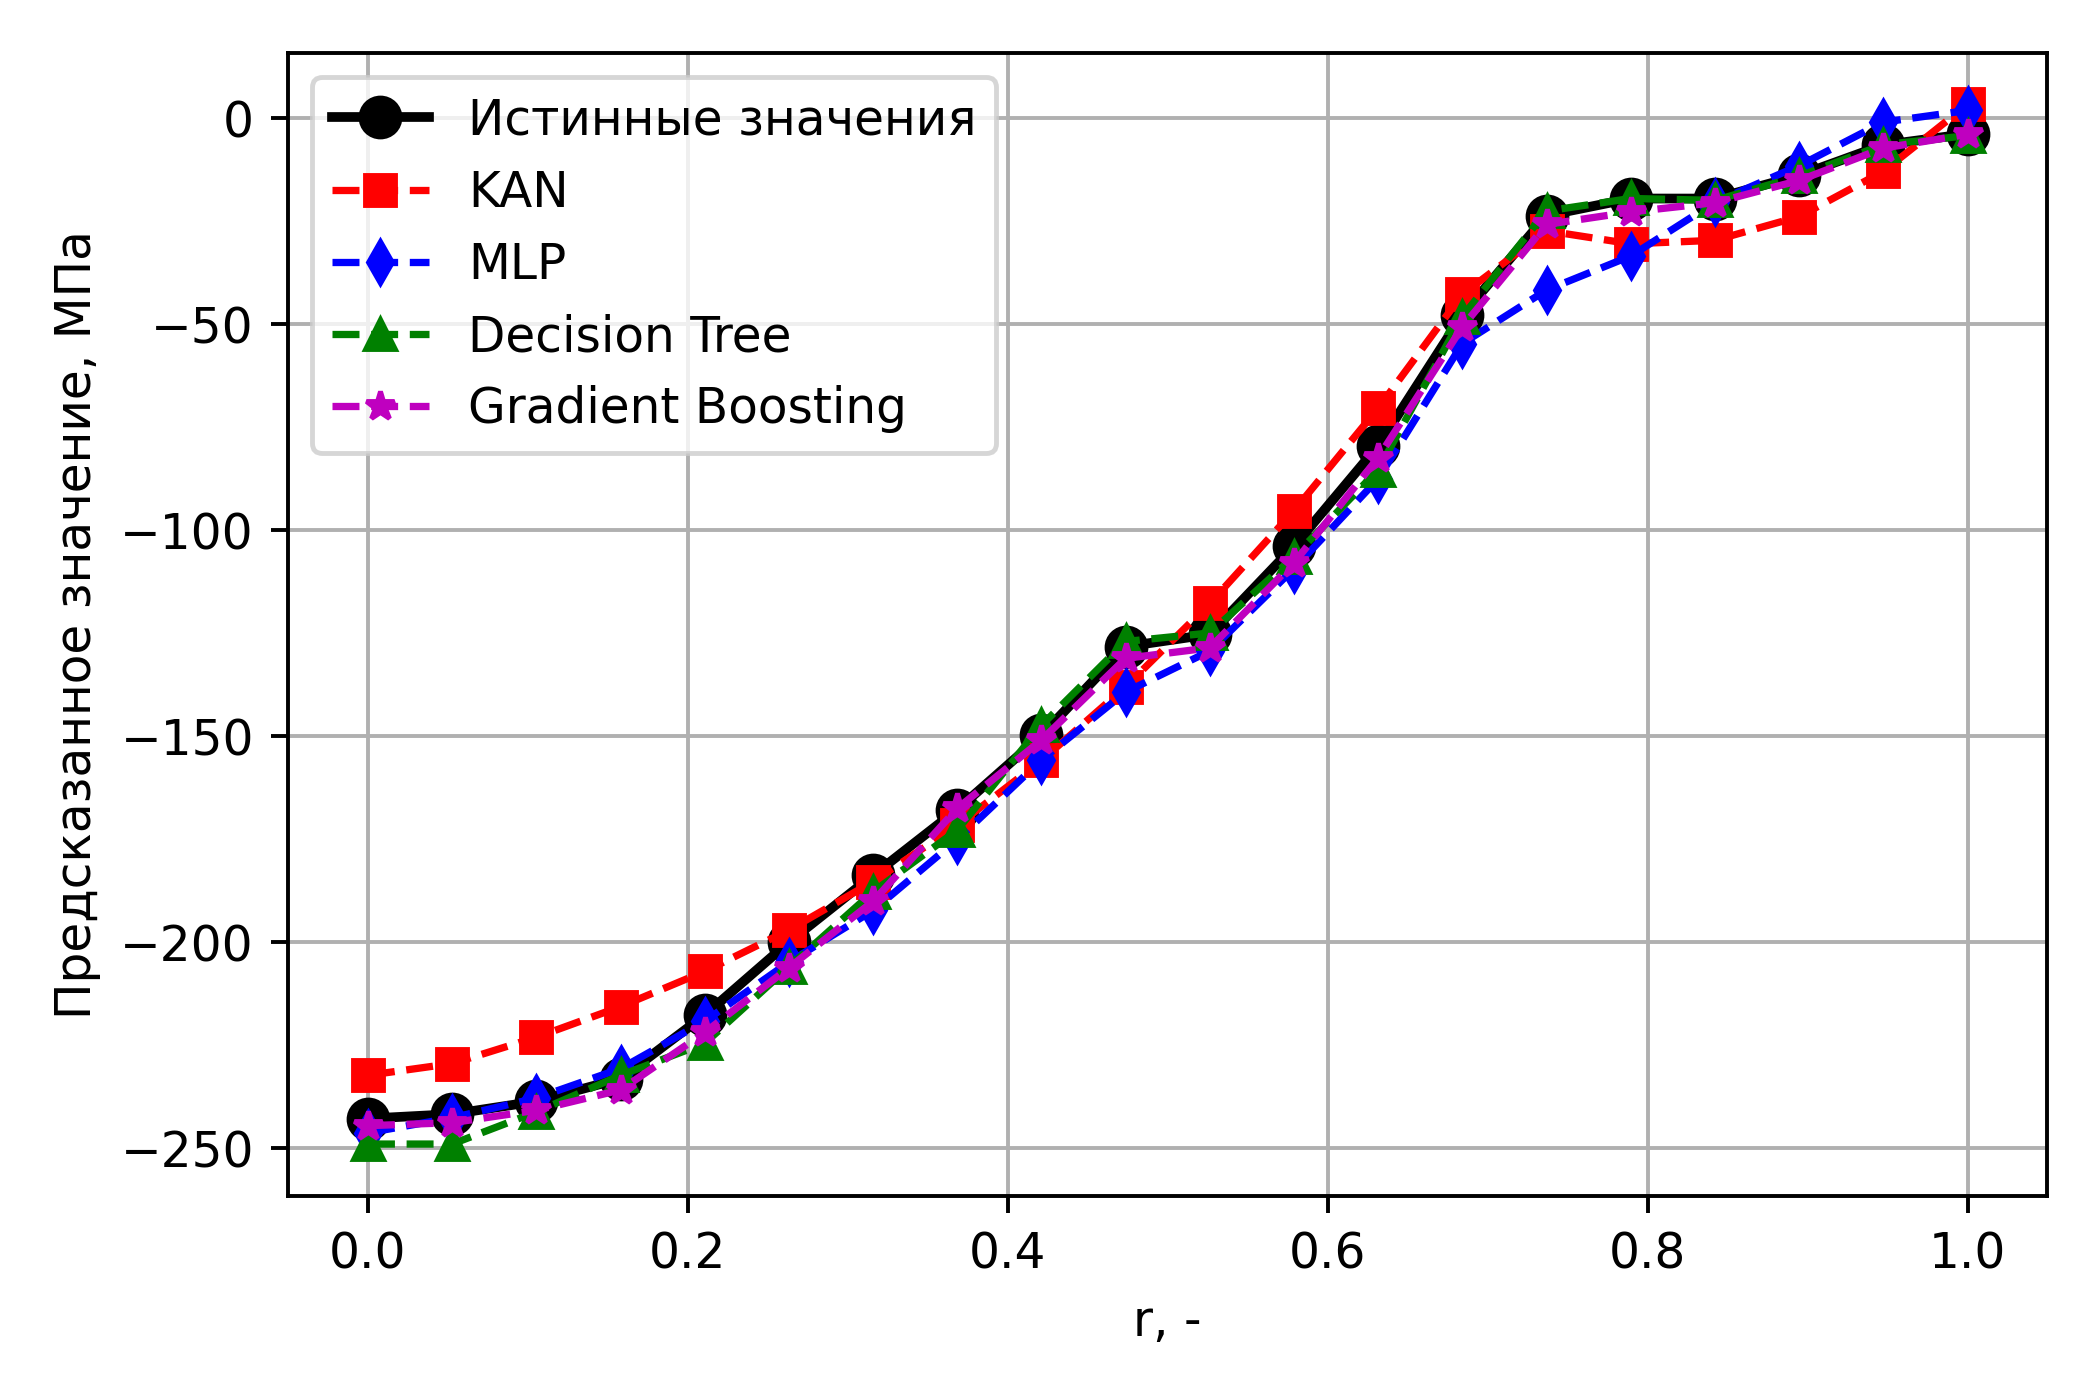 Истинные значения
KAN
MLP
Decision Tree
Gradient Boosting
Предсказанное значение, МПа
0
−50
−100
−150
−200
−250
0.0 0.2 0.4 0.6 0.8 1.0
r, -